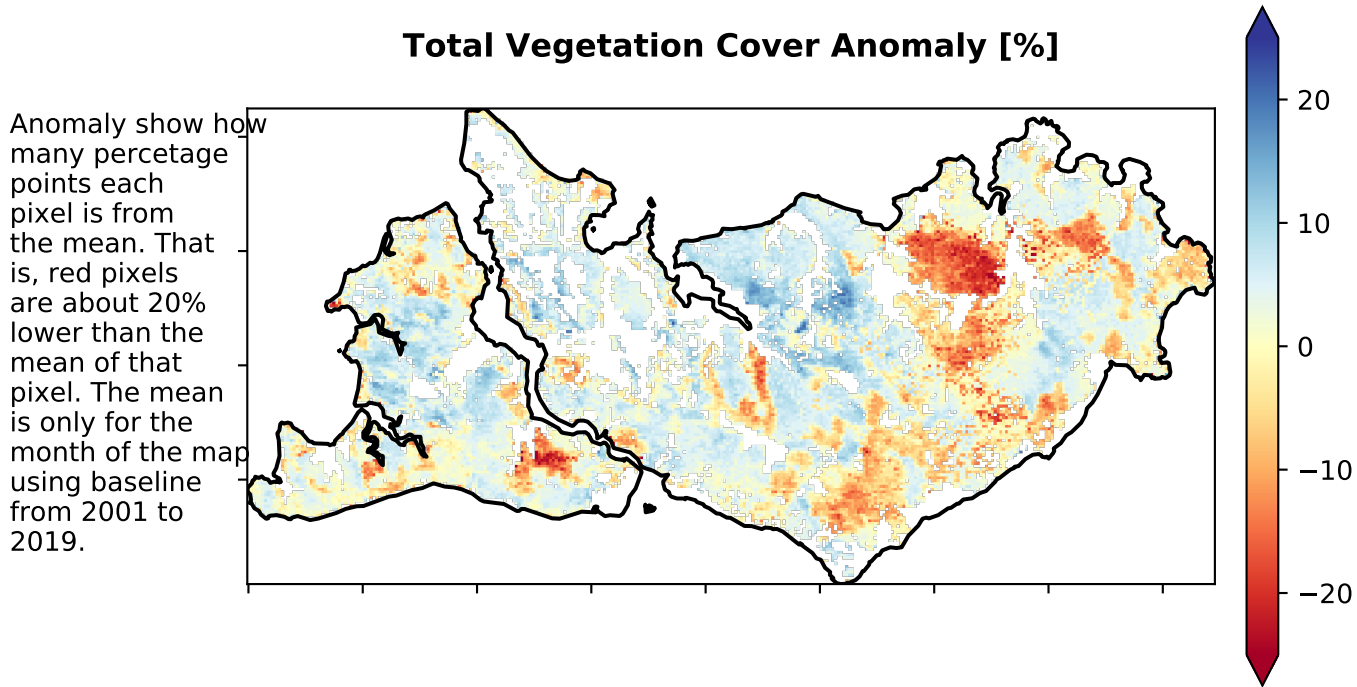 Total Vegetation Cover Anomaly [%]
Anomaly show how
many percetage
points each
pixel is from
the mean. That
is, red pixels
are about 20%
lower than the
mean of that
pixel. The mean
is only for the
month of the map
using baseline
from 2001 to
2019.
20
10
0
−10
−20